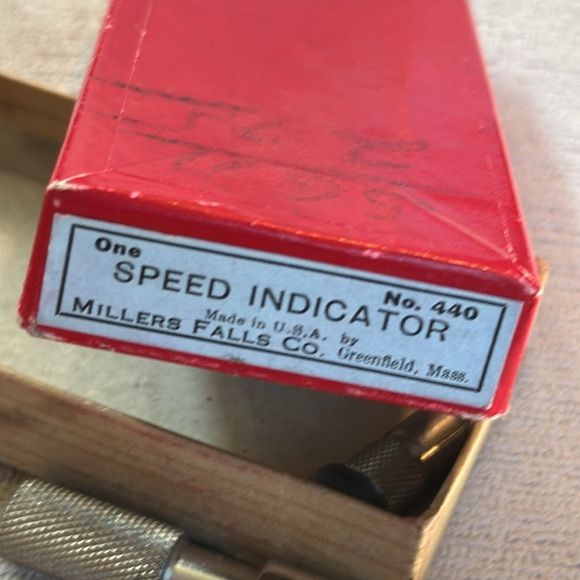 One No. 440
SPEED INDICATOR
Made in U.S.A. by
MILLERS FALLS CO. Greenfield, Mass.